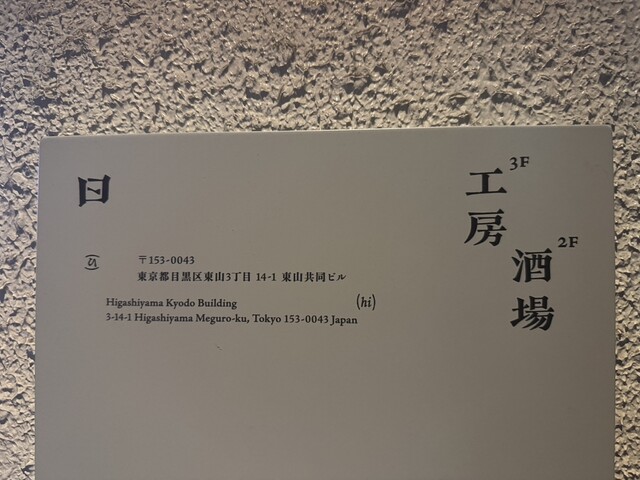 日
(ひ)
〒153-0043
東京都目黒区東山3丁目 14-1 東山共同ビル
Higashiyama Kyodo Building
(hi)
3-14-1 Higashiyama Meguro-ku, Tokyo 153-0043 Japan
3F
工房
2F
酒場